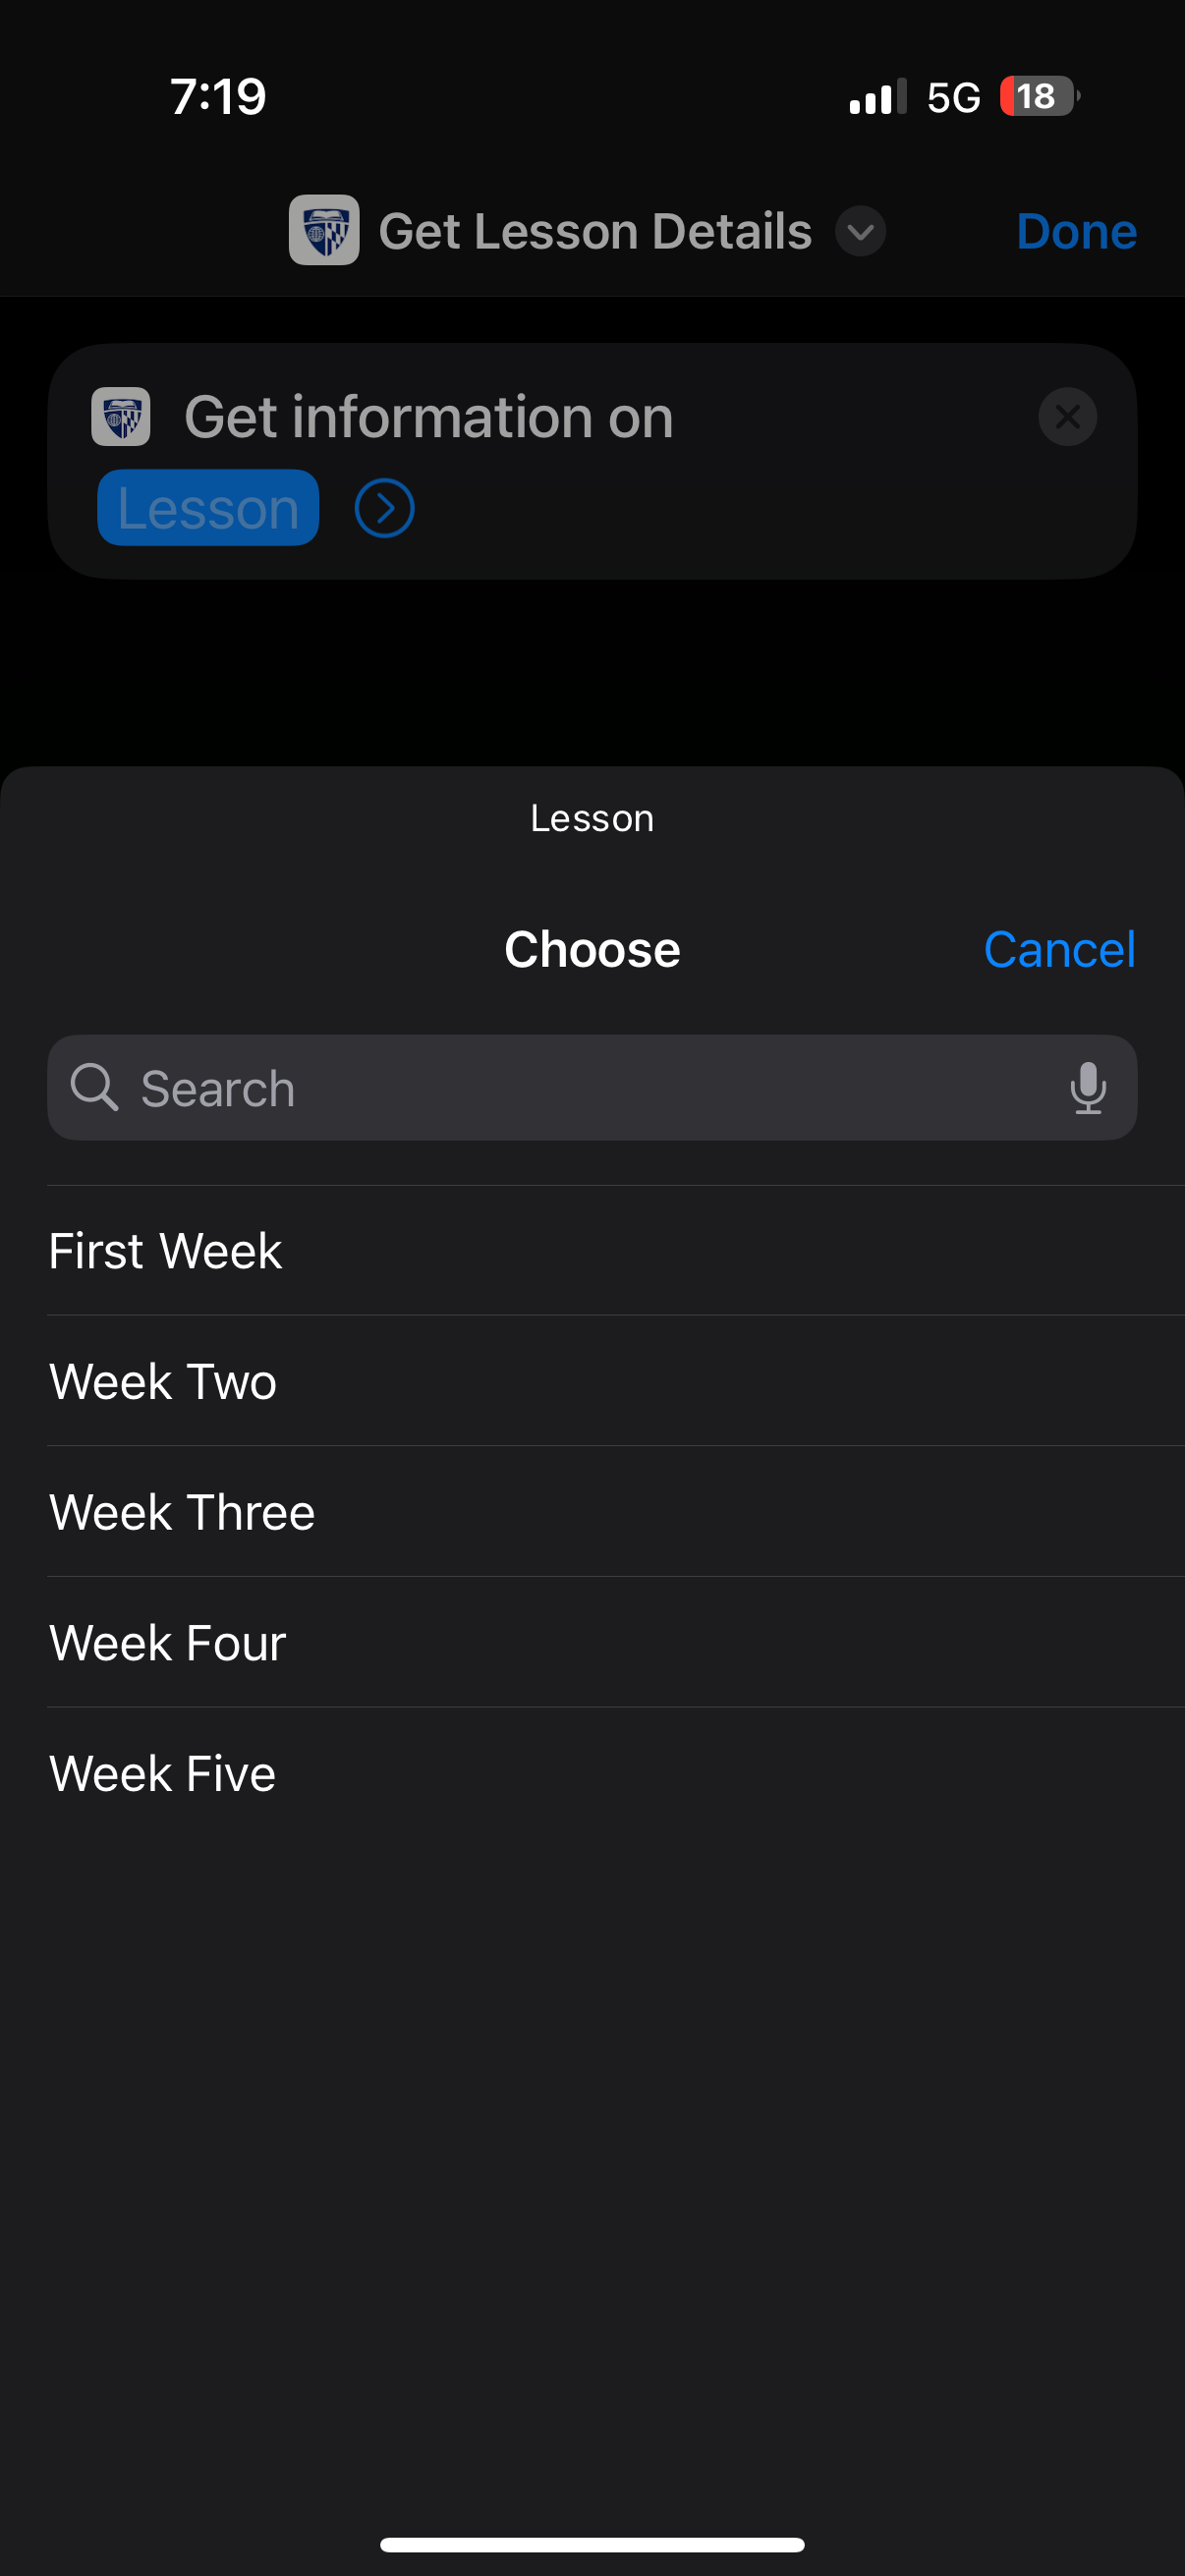 7:19
5G 18
Get Lesson Details
Done
Get information on
Lesson
Lesson
Choose
Cancel
Search
First Week
Week Two
Week Three
Week Four
Week Five